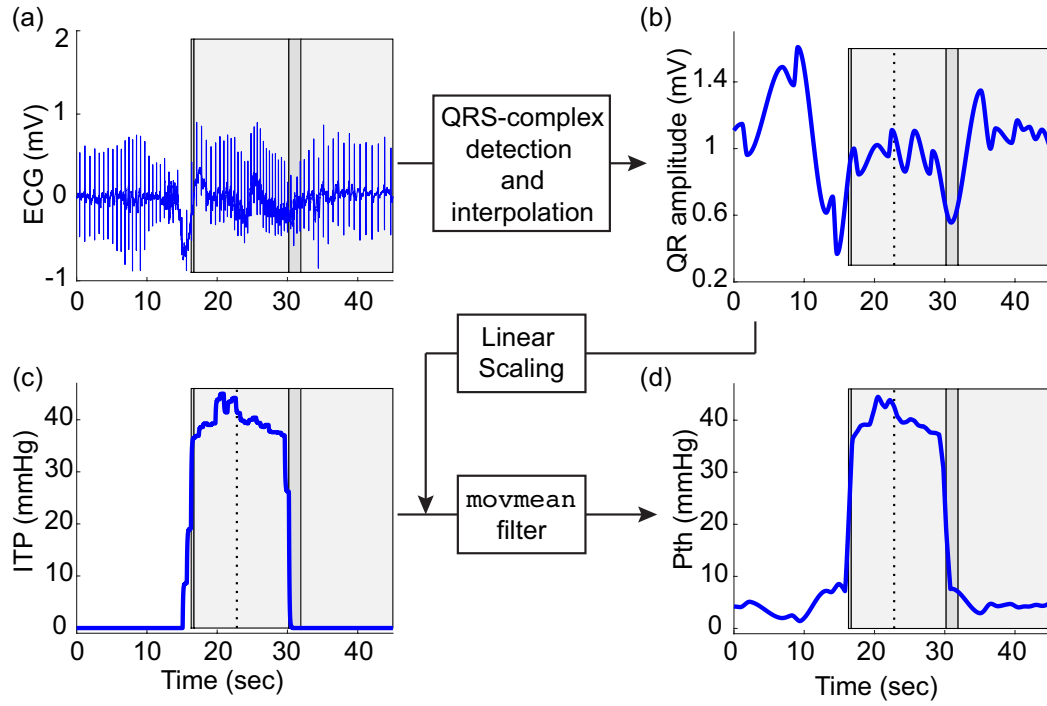 (a)
ECG (mV)
2
1
0
-1
0 10 20 30 40
QRS-complex
detection
and
interpolation
(b)
QR amplitude (mV)
1.4
1
0.6
0.2
0 10 20 30 40
Linear
Scaling
(c)
ITP (mmHg)
40
30
20
10
0
0 10 20 30 40
Time (sec)
movmean
filter
(d)
Pth (mmHg)
40
30
20
10
0
0 10 20 30 40
Time (sec)